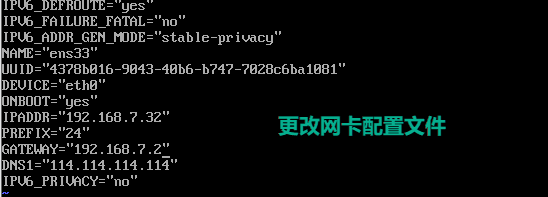 IPV6_DEFROUTE="yes"
IPV6_FAILURE_FATAL="no"
IPV6_ADDR_GEN_MODE="stable-privacy"
NAME="ens33"
UUID="4378b016-9043-40b6-b747-7028c6ba1081"
DEVICE="eth0"
ONBOOT="yes"
IPADDR="192.168.7.32"
PREFIX="24"
GATEWAY="192.168.7.2"
DNS1="114.114.114.114"
IPV6_PRIVACY="no"
~
更改网卡配置文件